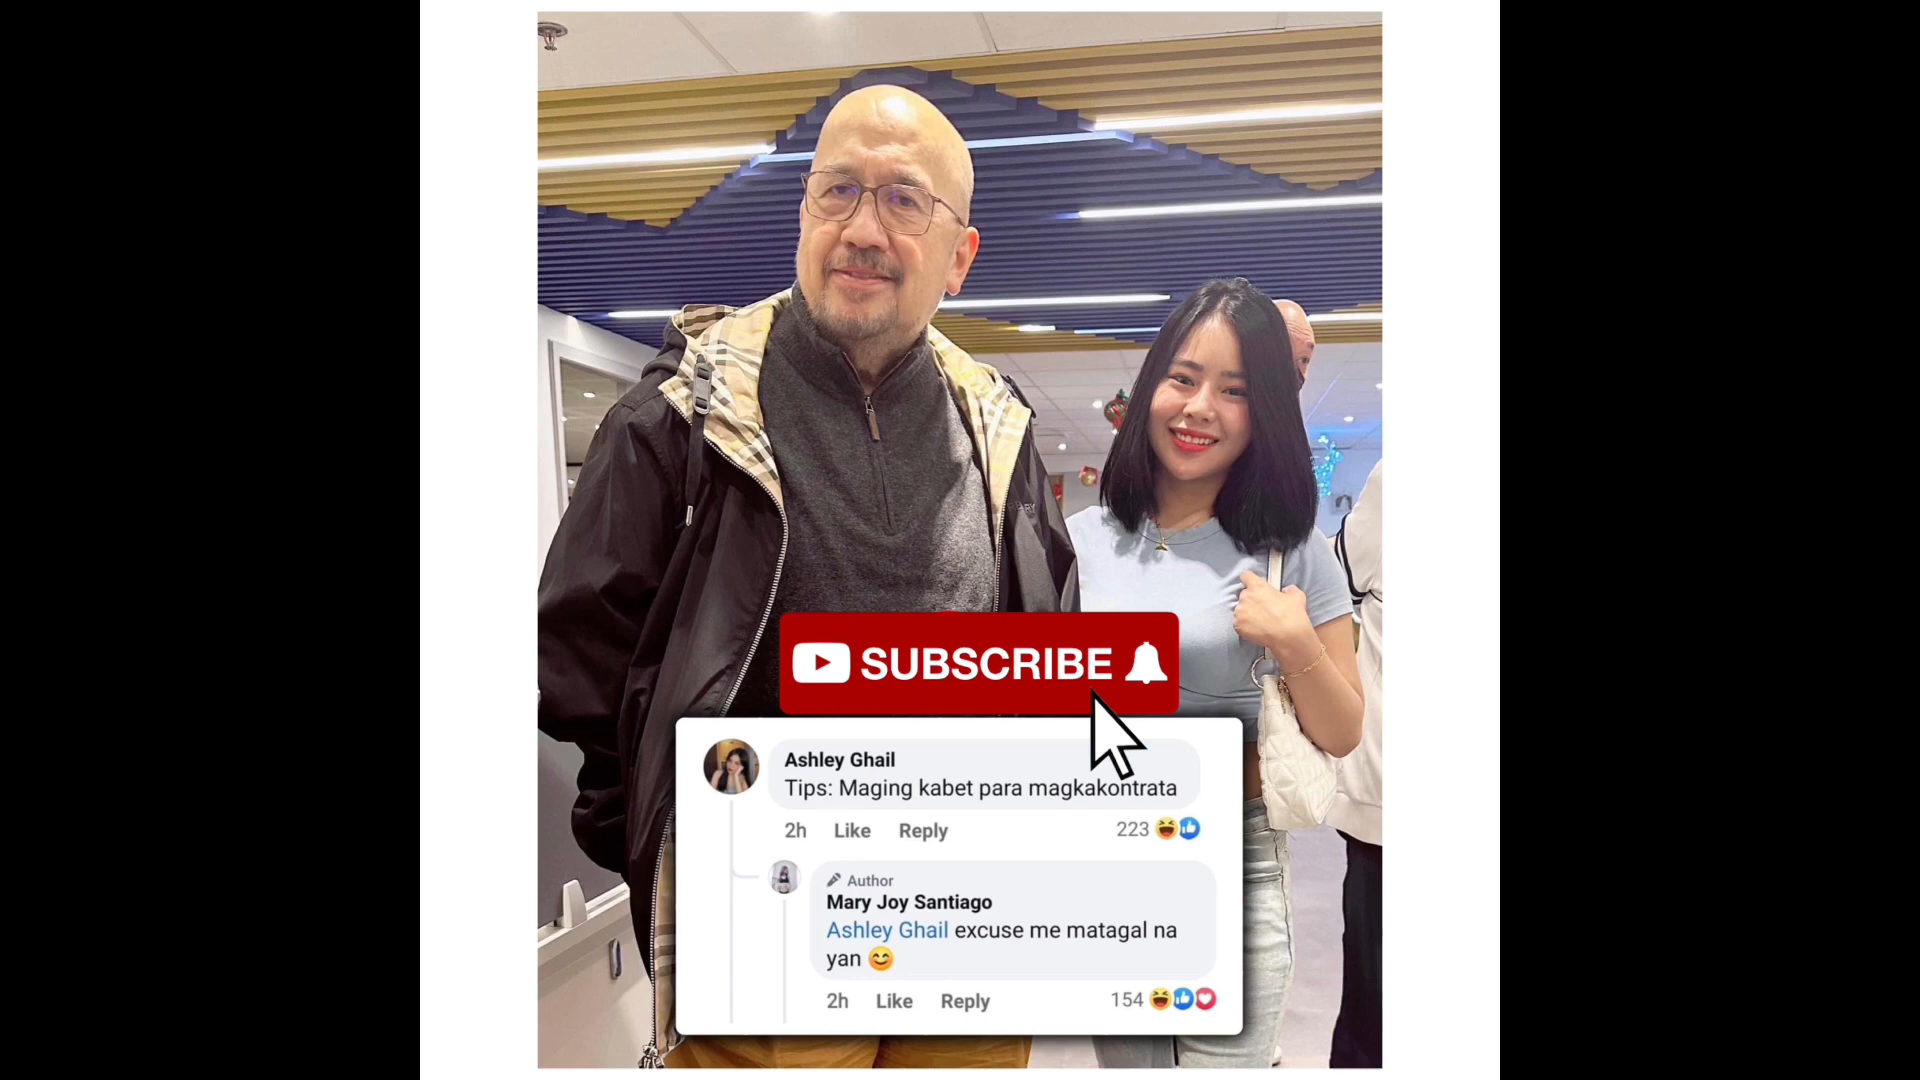 SUBSCRIBE
Ashley Ghail
Tips: Maging kabet para magkakontrata
2h Like Reply 223
Author
Mary Joy Santiago
Ashley Ghail excuse me matagal na
yan 😊
2h Like Reply 154